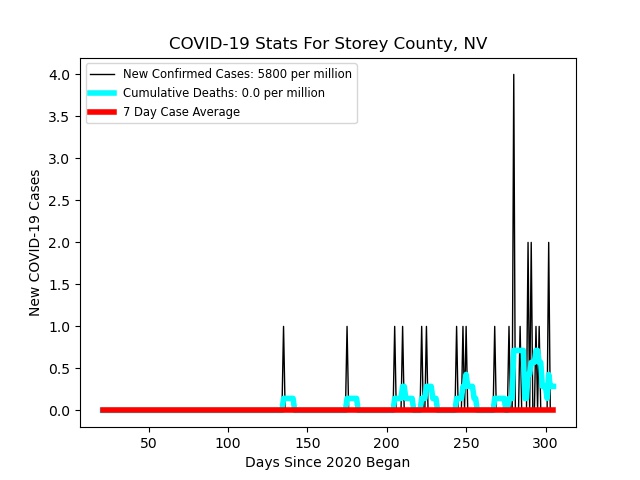 COVID-19 Stats For Storey County, NV
New Confirmed Cases: 5800 per million
Cumulative Deaths: 0.0 per million
7 Day Case Average
4.0
3.5
3.0
2.5
2.0
1.5
1.0
0.5
0.0
New COVID-19 Cases
50 100 150 200 250 300
Days Since 2020 Began